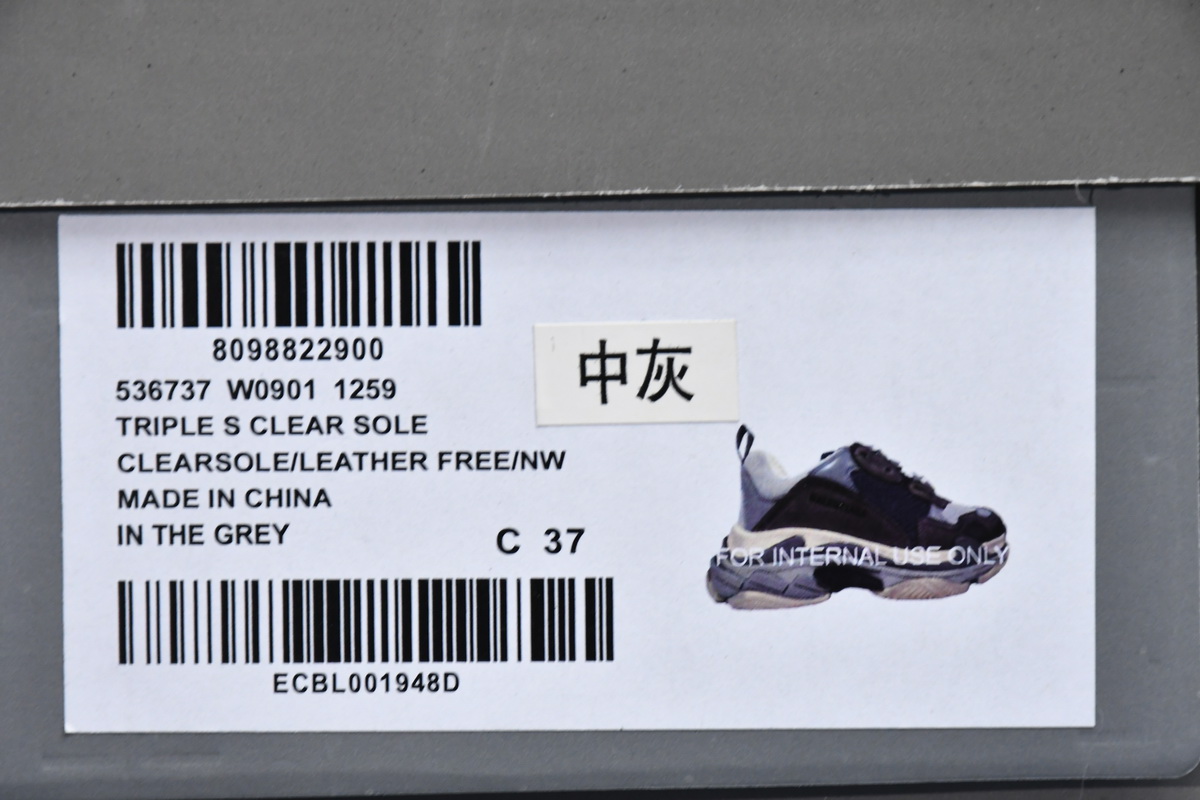 8098822900
536737 W0901 1259
TRIPLE S CLEAR SOLE
CLEARSOLE/LEATHER FREE/NW
MADE IN CHINA
IN THE GREY
C 37
ECBL001948D
中灰
FOR INTERNAL USE ONLY